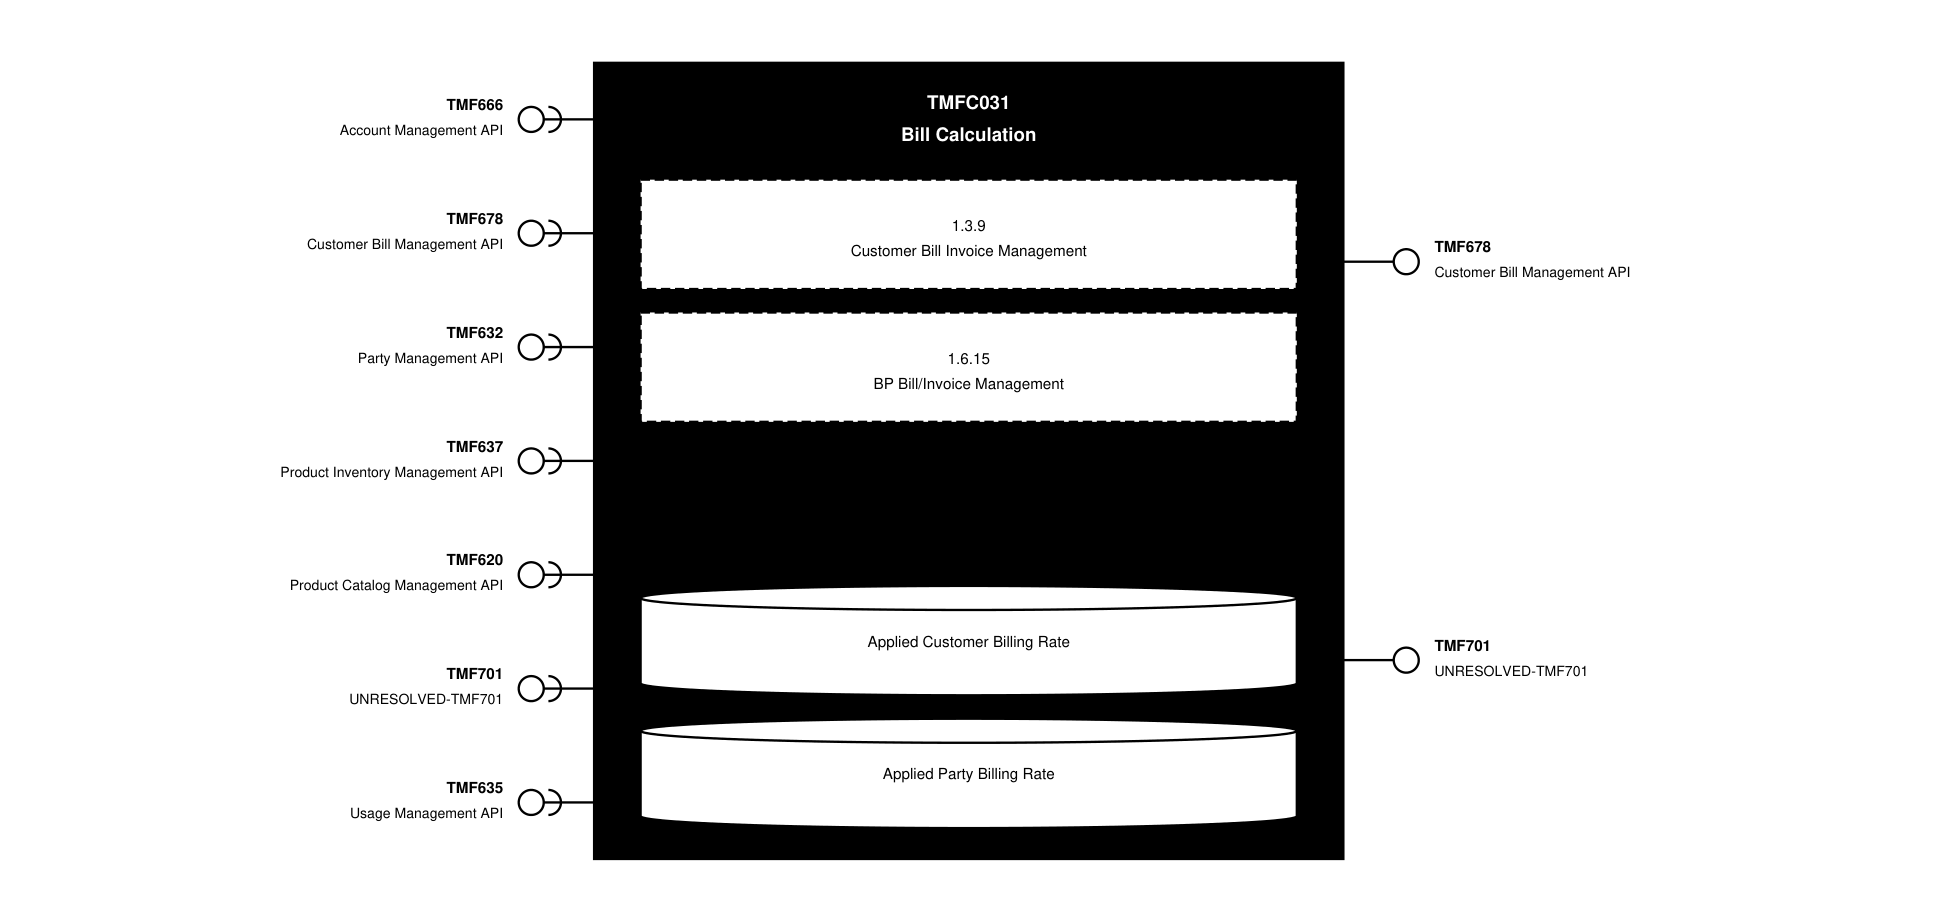 TMF666
Account Management API
TMF678
Customer Bill Management API
TMF632
Party Management API
TMF637
Product Inventory Management API
TMF620
Product Catalog Management API
TMF701
UNRESOLVED-TMF701
TMF635
Usage Management API
TMFC031
Bill Calculation
1.3.9
Customer Bill Invoice Management
1.6.15
BP Bill/Invoice Management
Applied Customer Billing Rate
Applied Party Billing Rate
TMF678
Customer Bill Management API
TMF701
UNRESOLVED-TMF701